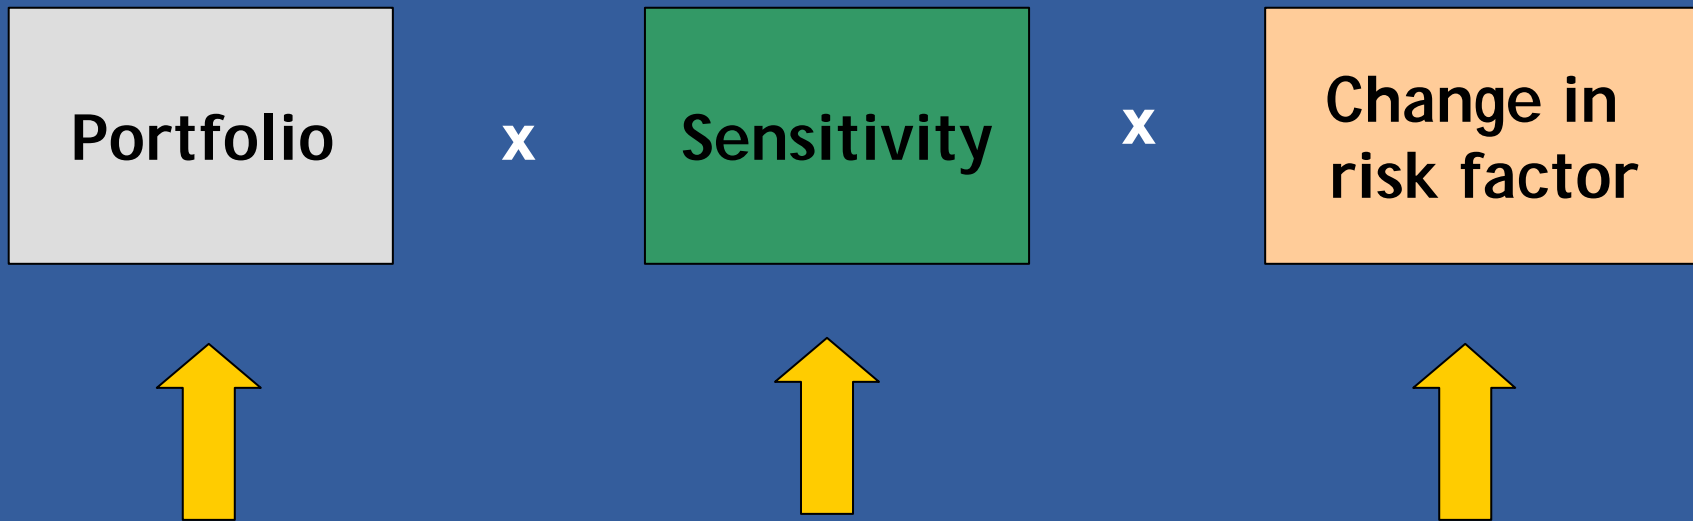 Portfolio
x
Sensitivity
x
Change in
risk factor